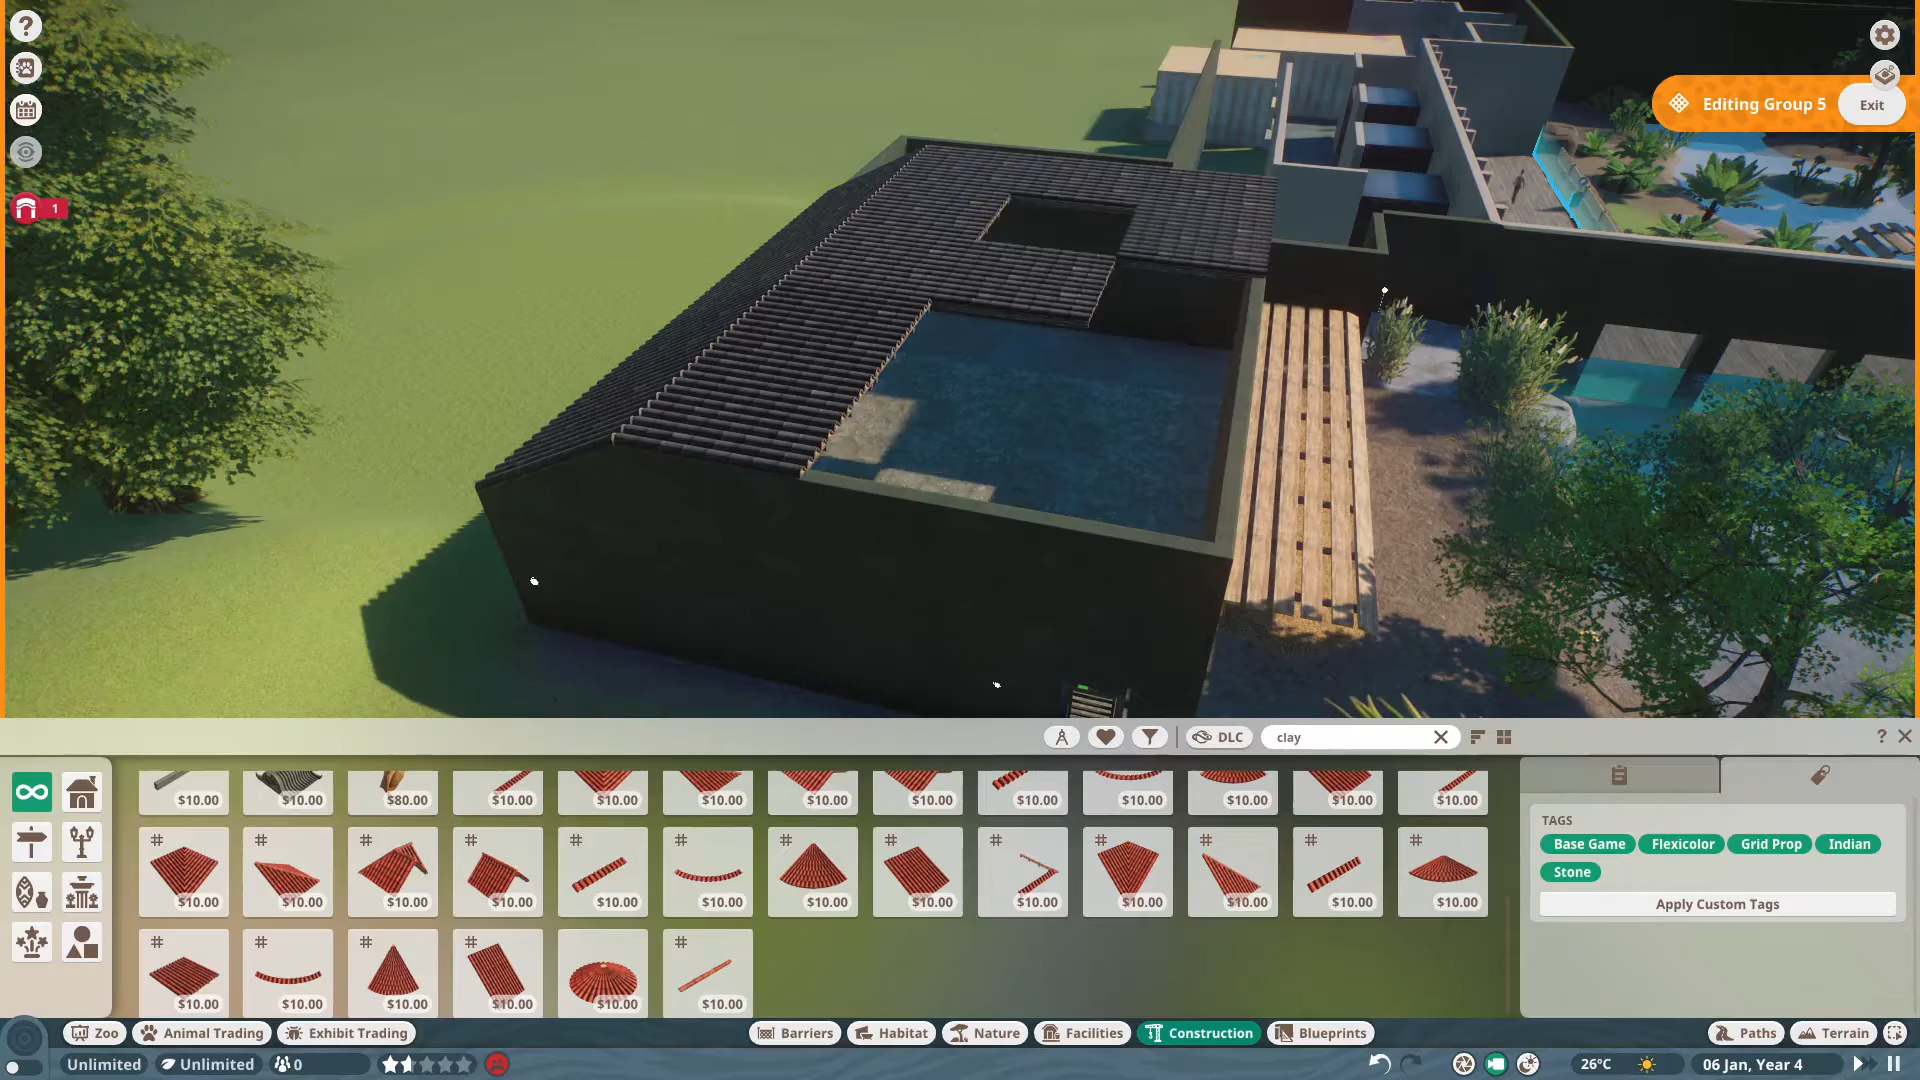 ?
Editing Group 5
Exit
1
DLC
clay
?
$10.00 $10.00 $80.00 $10.00 $10.00 $10.00 $10.00 $10.00 $10.00 $10.00 $10.00 $10.00 $10.00
# # # # # # # # # # # # #
$10.00 $10.00 $10.00 $10.00 $10.00 $10.00 $10.00 $10.00 $10.00 $10.00 $10.00 $10.00 $10.00
# # # # #
$10.00 $10.00 $10.00 $10.00 $10.00 $10.00
TAGS
Base Game Flexicolor Grid Prop Indian
Stone
Apply Custom Tags
Zoo Animal Trading Exhibit Trading Barriers Habitat Nature Facilities Construction Blueprints Paths Terrain
Unlimited Unlimited 0 26°C 06 Jan, Year 4